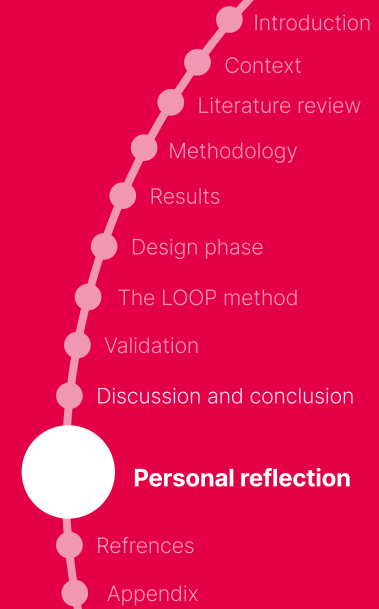 Introduction
Context
Literature review
Methodology
Results
Design phase
The LOOP method
Validation
Discussion and conclusion
Personal reflection
Refrences
Appendix